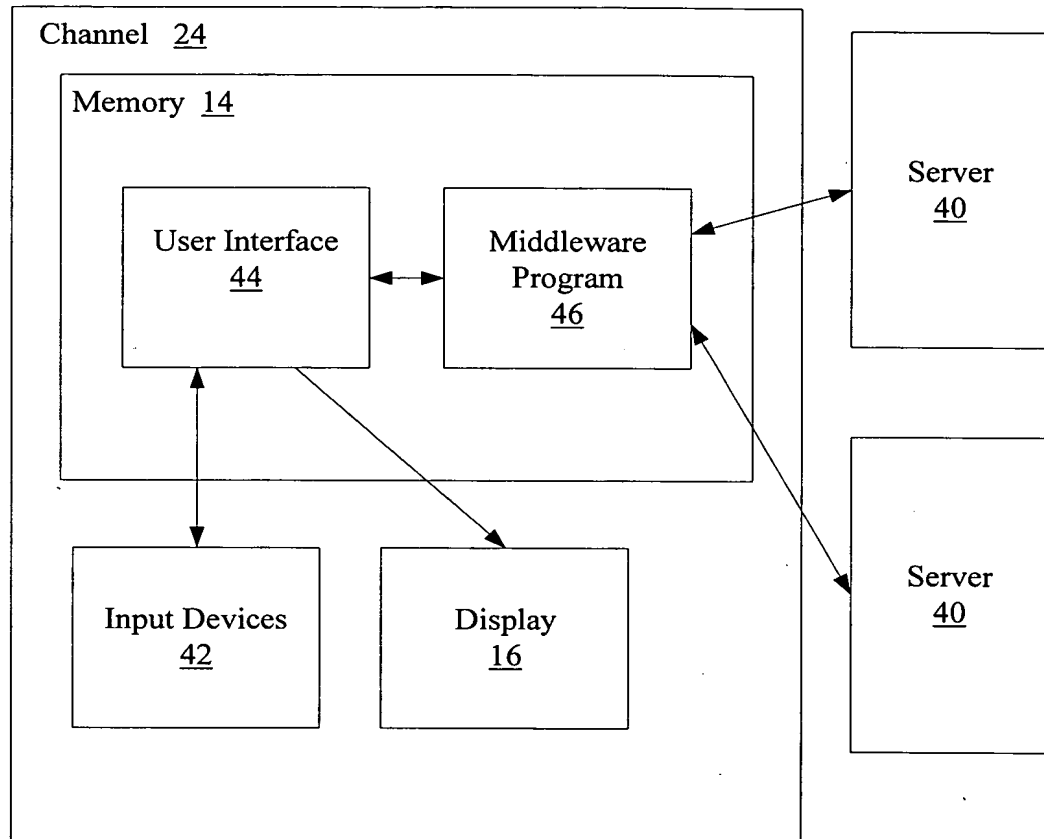 Channel 24
Memory 14
User Interface
44
Middleware
Program
46
Server
40
Input Devices
42
Display
16
Server
40